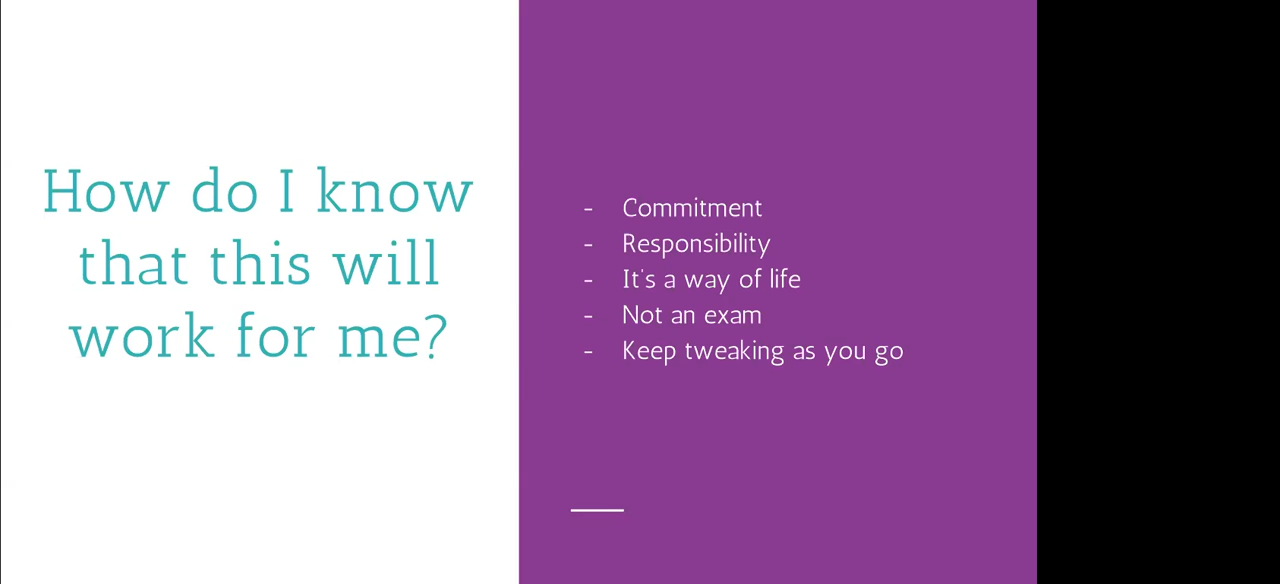 How do I know
that this will
work for me?
- Commitment
- Responsibility
- It's a way of life
- Not an exam
- Keep tweaking as you go